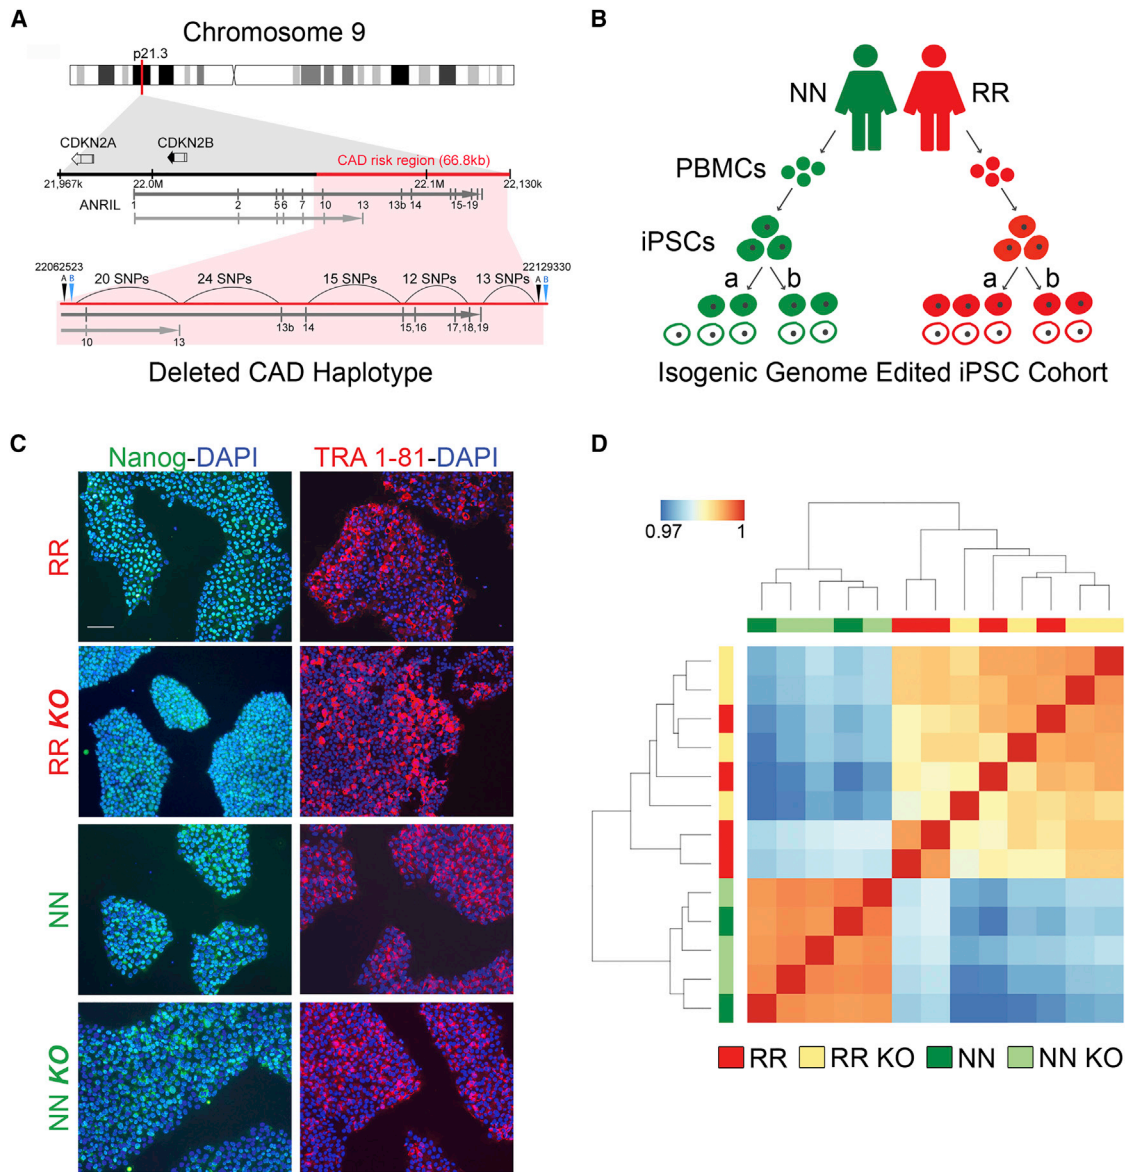 A
Chromosome 9
p21.3
CDKN2A
CDKN2B
CAD risk region (66.8kb)
21,967k
22.0M
22.1M
22,130k
ANRIL
1
2
5
6
7
10
13
13b
14
15-19
22062523
22129330
A
B
20 SNPs
24 SNPs
15 SNPs
12 SNPs
13 SNPs
A
B
10
13
13b
14
15,16
17,18,19
Deleted CAD Haplotype
B
NN
RR
PBMCs
iPSCs
a
b
a
b
Isogenic Genome Edited iPSC Cohort
C
Nanog-DAPI
TRA 1-81-DAPI
RR
RR KO
NN
NN KO
D
0.97
1
RR
RR KO
NN
NN KO